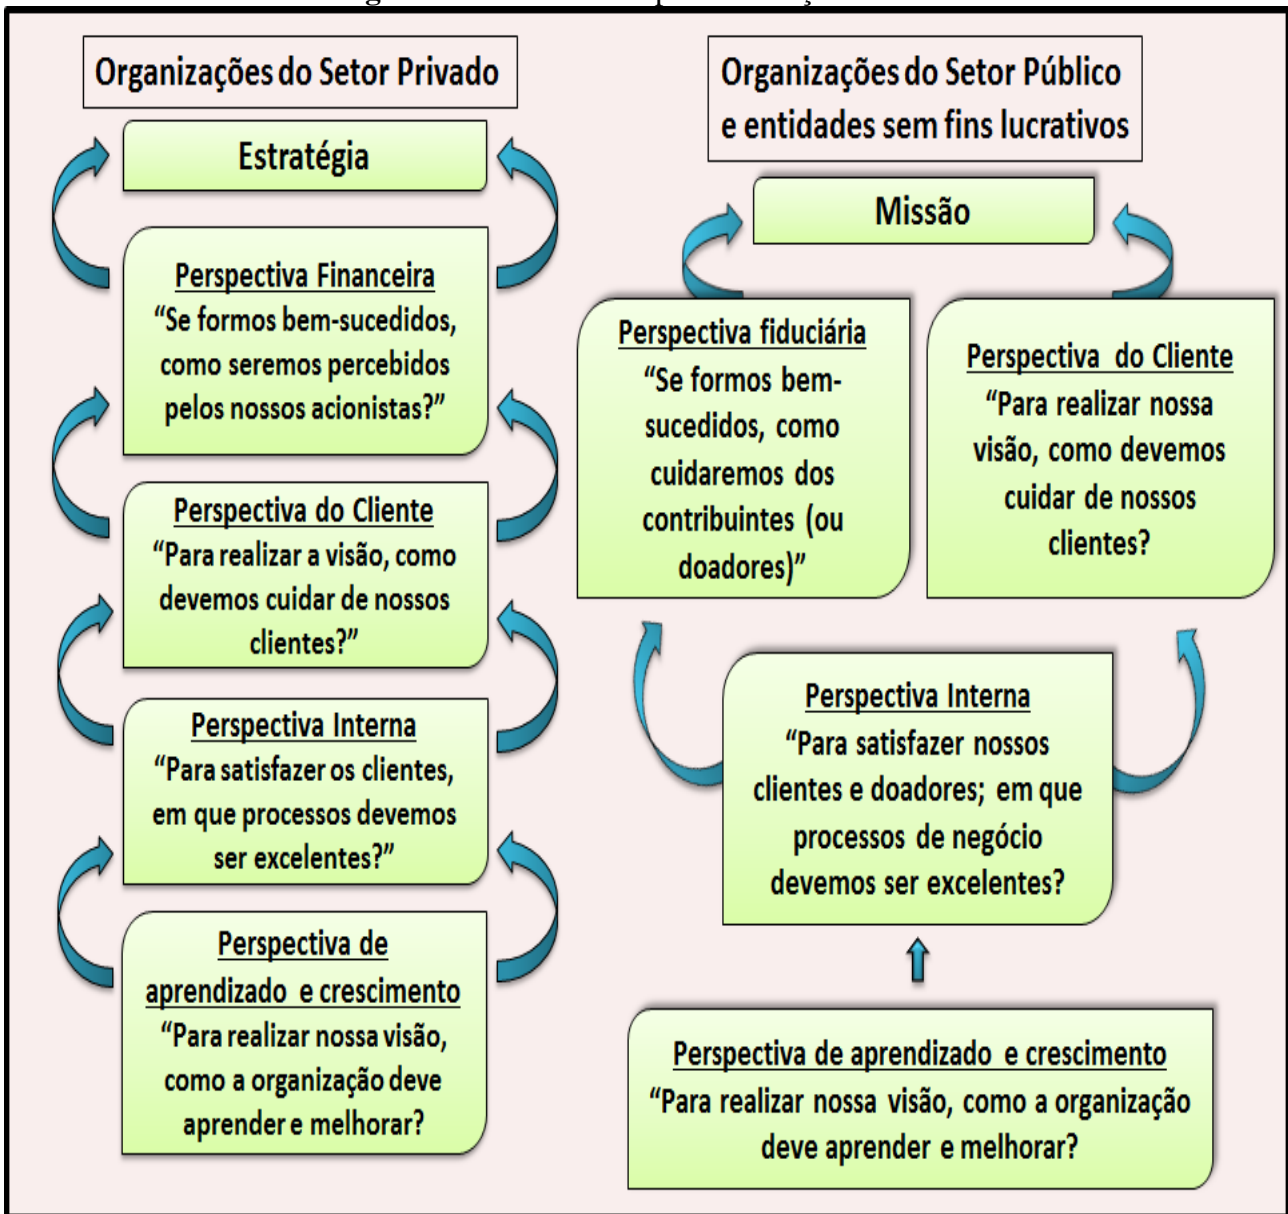 Organizações do Setor Privado
Estratégia
Perspectiva Financeira
“Se formos bem-sucedidos,
como seremos percebidos
pelos nossos acionistas?”
Perspectiva do Cliente
“Para realizar a visão, como
devemos cuidar de nossos
clientes?”
Perspectiva Interna
“Para satisfazer os clientes,
em que processos devemos
ser excelentes?”
Perspectiva de
aprendizado e crescimento
“Para realizar nossa visão,
como a organização deve
aprender e melhorar?
Organizações do Setor Público
e entidades sem fins lucrativos
Missão
Perspectiva fiduciária
“Se formos bem-
sucedidos, como
cuidaremos dos
contribuintes (ou
doadores)”
Perspectiva do Cliente
“Para realizar nossa
visão, como devemos
cuidar de nossos
clientes?
Perspectiva Interna
“Para satisfazer nossos
clientes e doadores; em que
processos de negócio
devemos ser excelentes?
Perspectiva de aprendizado e crescimento
“Para realizar nossa visão, como a organização
deve aprender e melhorar?